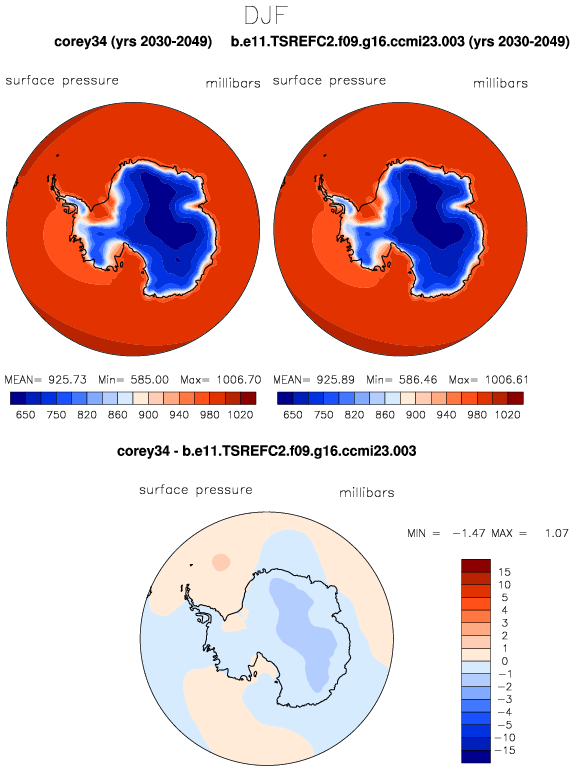 DJF
corey34 (yrs 2030-2049) b.e11.TSREFC2.f09.g16.ccmi23.003 (yrs 2030-2049)
surface pressure millibars surface pressure millibars
MEAN= 925.73 Min= 585.00 Max= 1006.70 MEAN= 925.89 Min= 586.46 Max= 1006.61
650 750 820 860 900 940 980 1020 650 750 820 860 900 940 980 1020
corey34 - b.e11.TSREFC2.f09.g16.ccmi23.003
surface pressure millibars
MIN = -1.47 MAX = 1.07
15
10
5
4
3
2
1
0
-1
-2
-3
-4
-5
-10
-15